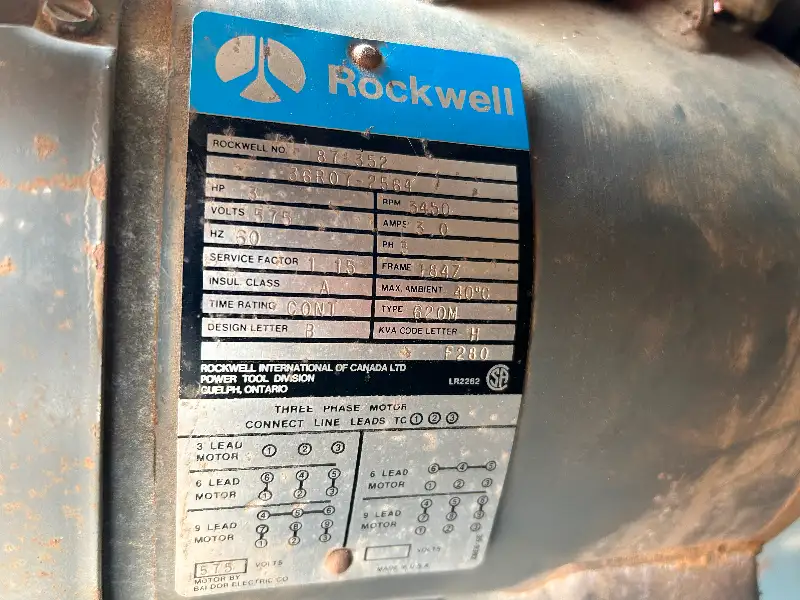 Rockwell
ROCKWELL NO. 87-352
36R07-2584
HP 3 RPM 3450
VOLTS 575 AMPS 3.0
HZ 60 PH
SERVICE FACTOR 1.15 FRAME 184Z
INSUL. CLASS A MAX. AMBIENT 40°C
TIME RATING CONT TYPE 620M
DESIGN LETTER B KVA CODE LETTER H
F280
ROCKWELL INTERNATIONAL OF CANADA LTD
POWER TOOL DIVISION
GUELPH, ONTARIO
LR2262 SA
THREE PHASE MOTOR
CONNECT LINE LEADS TO 1 2 3
3 LEAD MOTOR 1 2 3
6 LEAD MOTOR 6 4 5
1 2 3
9 LEAD MOTOR 4 5 6
7 8 9
1 2 3
575 VOLTS
MOTOR BY
BALDOR ELECTRIC CO
6 LEAD MOTOR 6 4 5
1 2 3
9 LEAD MOTOR 4 5 6
7 8 9
1 2 3
VOLTS
MADE IN U.S.A.